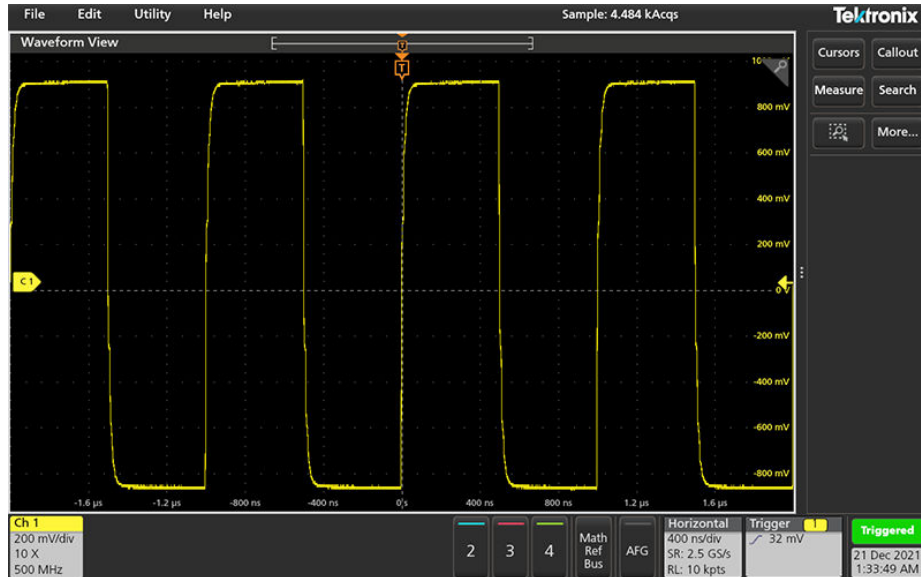 File Edit Utility Help Sample: 4.484 kAcqs Tektronix
Waveform View
T
T
Cursors Callout
Measure Search
More...
800 mV
600 mV
400 mV
200 mV
C 1
0 V
-200 mV
-400 mV
-600 mV
-800 mV
-1.6 µs -1.2 µs -800 ns -400 ns 0 s 400 ns 800 ns 1.2 µs 1.6 µs
Ch 1
200 mV/div
10 X
500 MHz
2 3 4
Math
Ref
Bus
AFG
Horizontal
400 ns/div
SR: 2.5 GS/s
RL: 10 kpts
Trigger 1
32 mV
Triggered
21 Dec 2021
1:33:49 AM